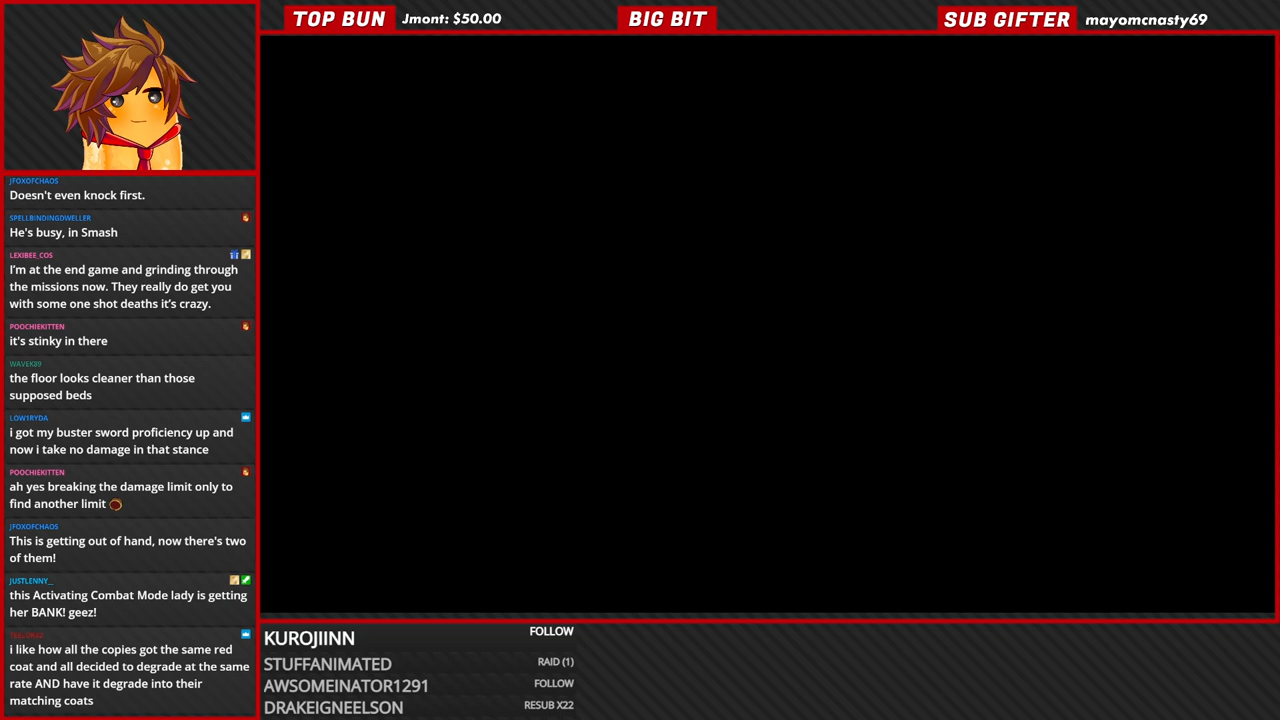 TOP BUN Jmont: $50.00 BIG BIT SUB GIFTER mayomcnasty69
JFOXOFCHAOS
Doesn't even knock first.
SPELLBINDINGDWELLER
He's busy, in Smash
LEXIBEE_COS
I'm at the end game and grinding through
the missions now. They really do get you
with some one shot deaths it's crazy.
POOCHIEKITTEN
it's stinky in there
WAVEK89
the floor looks cleaner than those
supposed beds
LOW1RYDA
i got my buster sword proficiency up and
now i take no damage in that stance
POOCHIEKITTEN
ah yes breaking the damage limit only to
find another limit
JFOXOFCHAOS
This is getting out of hand, now there's two
of them!
JUSTLENNY_
this Activating Combat Mode lady is getting
her BANK! geez!
i like how all the copies got the same red
coat and all decided to degrade at the same
rate AND have it degrade into their
matching coats
KUROJIINN FOLLOW
STUFFANIMATED RAID (1)
AWSOMEINATOR1291 FOLLOW
DRAKEIGNEELSON RESUB X22